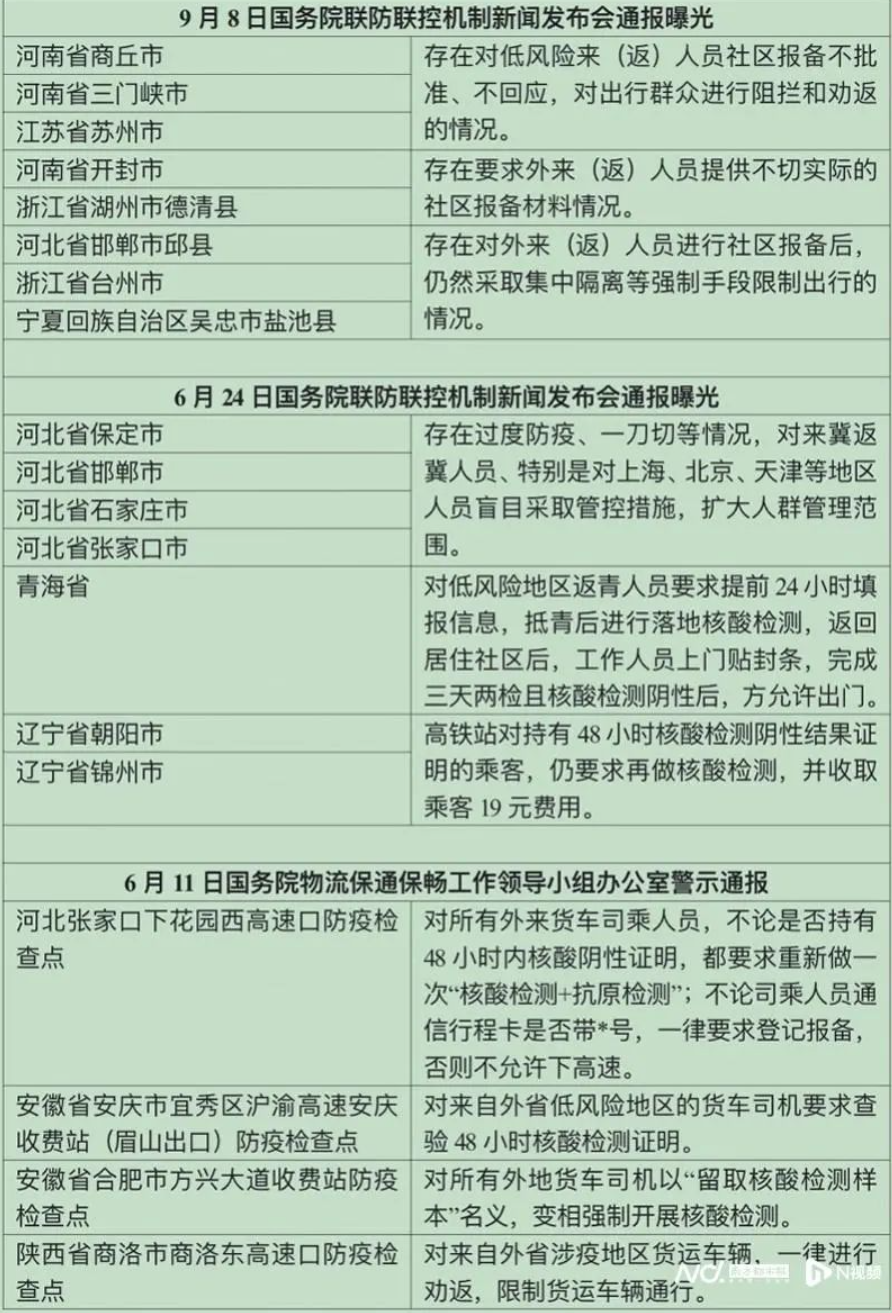 9 月 8 日国务院联防联控机制新闻发布会通报曝光
河南省商丘市
河南省三门峡市
江苏省苏州市
存在对低风险来（返）人员社区报备不批
准、不回应，对出行群众进行阻拦和劝返
的情况。
河南省开封市
浙江省湖州市德清县
存在要求外来（返）人员提供不切实际的
社区报备材料情况。
河北省邯郸市邱县
浙江省台州市
宁夏回族自治区吴忠市盐池县
存在对外来（返）人员进行社区报备后，
仍然采取集中隔离等强制手段限制出行的
情况。
6 月 24 日国务院联防联控机制新闻发布会通报曝光
河北省保定市
河北省邯郸市
河北省石家庄市
河北省张家口市
存在过度防疫、一刀切等情况，对来冀返
冀人员、特别是对上海、北京、天津等地区
人员盲目采取管控措施，扩大人群管理范
围。
青海省
对低风险地区返青人员要求提前 24 小时填
报信息，抵青后进行落地核酸检测，返回
居住社区后，工作人员上门贴封条，完成
三天两检且核酸检测阴性后，方允许出门。
辽宁省朝阳市
辽宁省锦州市
高铁站对持有 48 小时核酸检测阴性结果证
明的乘客，仍要求再做核酸检测，并收取
乘客 19 元费用。
6 月 11 日国务院物流保通保畅工作领导小组办公室警示通报
河北张家口下花园西高速口防疫检
查点
对所有外来货车司乘人员，不论是否持有
48 小时内核酸阴性证明，都要求重新做一
次“核酸检测+抗原检测”；不论司乘人员通
信行程卡是否带*号，一律要求登记报备，
否则不允许下高速。
安徽省安庆市宜秀区沪渝高速安庆
收费站（眉山出口）防疫检查点
对来自外省低风险地区的货车司机要求查
验 48 小时核酸检测证明。
安徽省合肥市方兴大道收费站防疫
检查点
对所有外地货车司机以“留取核酸检测样
本”名义，变相强制开展核酸检测。
陕西省商洛市商洛东高速口防疫检
查点
对来自外省涉疫地区货运车辆，一律进行
劝返，限制货运车辆通行。
N视频